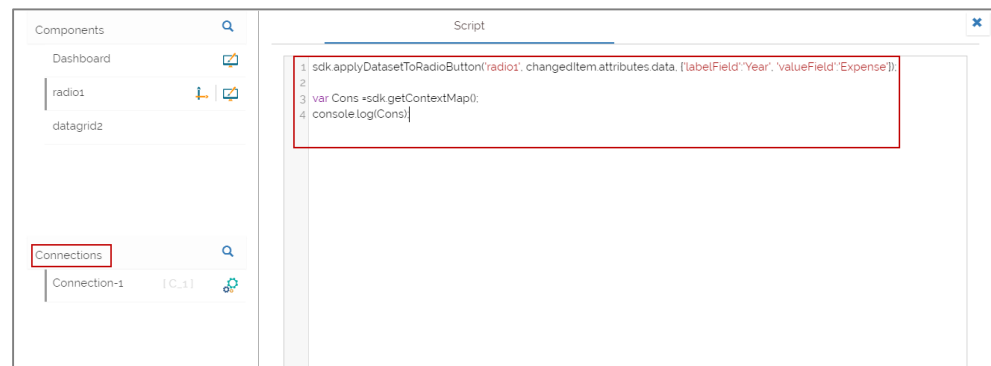 Components
Dashboard
radio1
datagrid2
Connections
Connection-1 [ C_1 ]
Script
1 sdk.applyDatasetToRadioButton('radio1', changedItem.attributes.data, {'labelField':'Year', 'valueField':'Expense'});
2
3 var Cons =sdk.getContextMap();
4 console.log(Cons);